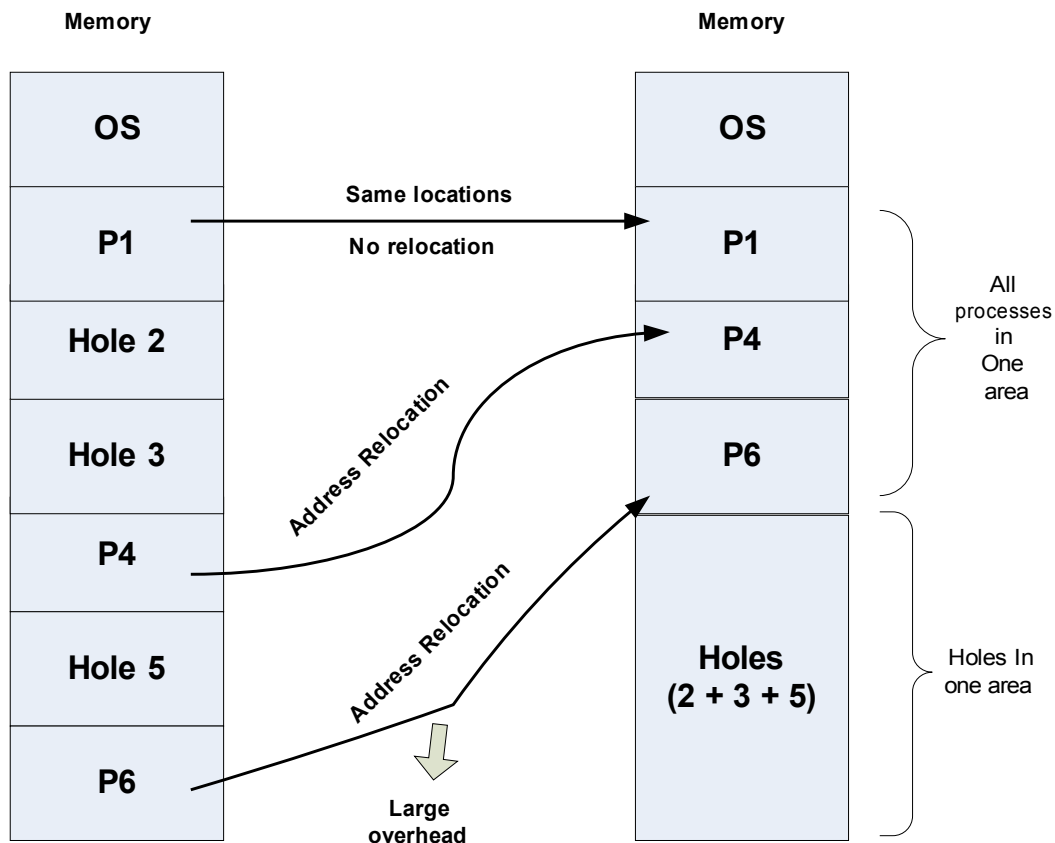 Memory
OS
P1
Hole 2
Hole 3
P4
Hole 5
P6
Same locations
No relocation
Address Relocation
Address Relocation
Large
overhead
Memory
OS
P1
P4
P6
Holes
(2 + 3 + 5)
All
processes
in
One
area
Holes In
one area